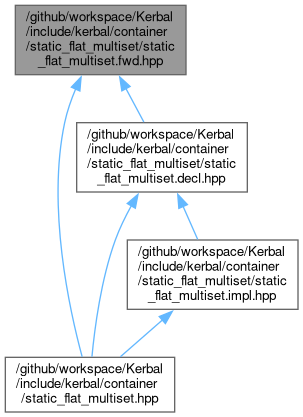 /github/workspace/Kerbal
/include/kerbal/container
/static_flat_multiset/static
_flat_multiset.fwd.hpp
/github/workspace/Kerbal
/include/kerbal/container
/static_flat_multiset/static
_flat_multiset.decl.hpp
/github/workspace/Kerbal
/include/kerbal/container
/static_flat_multiset/static
_flat_multiset.impl.hpp
/github/workspace/Kerbal
/include/kerbal/container
/static_flat_multiset.hpp